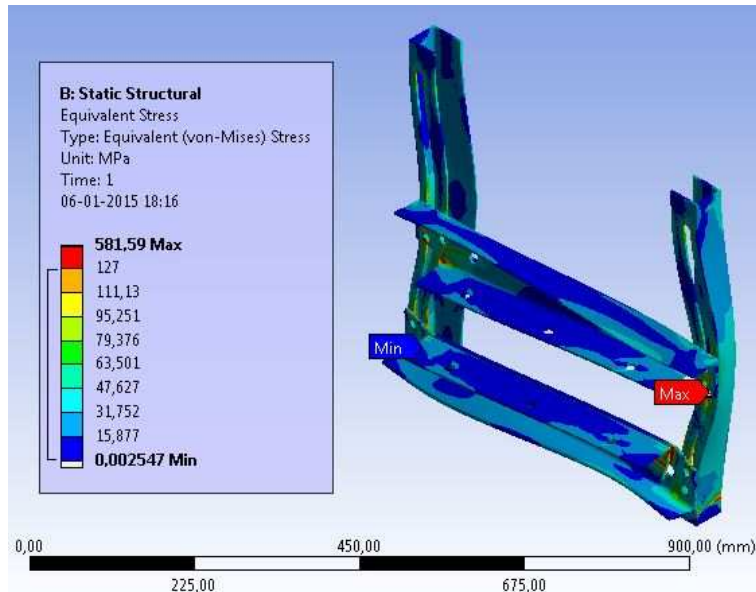 B: Static Structural
Equivalent Stress
Type: Equivalent (von-Mises) Stress
Unit: MPa
Time: 1
06-01-2015 18:16
581,59 Max
127
111,13
95,251
79,376
63,501
47,627
31,752
15,877
0,002547 Min
Min
Max
0,00 450,00 900,00 (mm)
225,00 675,00